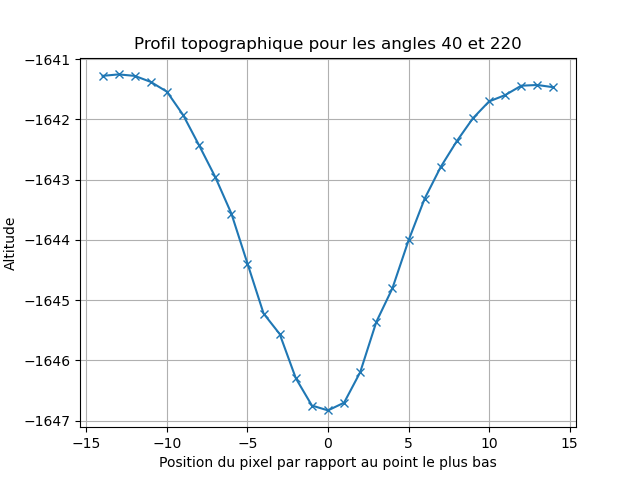 Profil topographique pour les angles 40 et 220
−1641
−1642
−1643
−1644
−1645
−1646
−1647
Altitude
−15 −10 −5 0 5 10 15
Position du pixel par rapport au point le plus bas